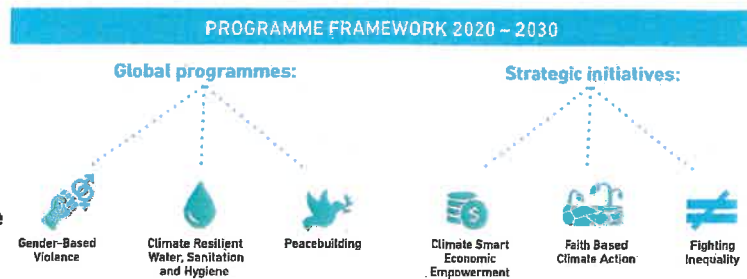 PROGRAMME FRAMEWORK 2020 – 2030
Global programmes:
Strategic initiatives:
e
Gender-Based
Violence
Climate Resilient
Water, Sanitation
and Hygiene
Peacebuilding
Climate Smart
Economic
Empowerment
Faith Based
Climate Action
Fighting
Inequality